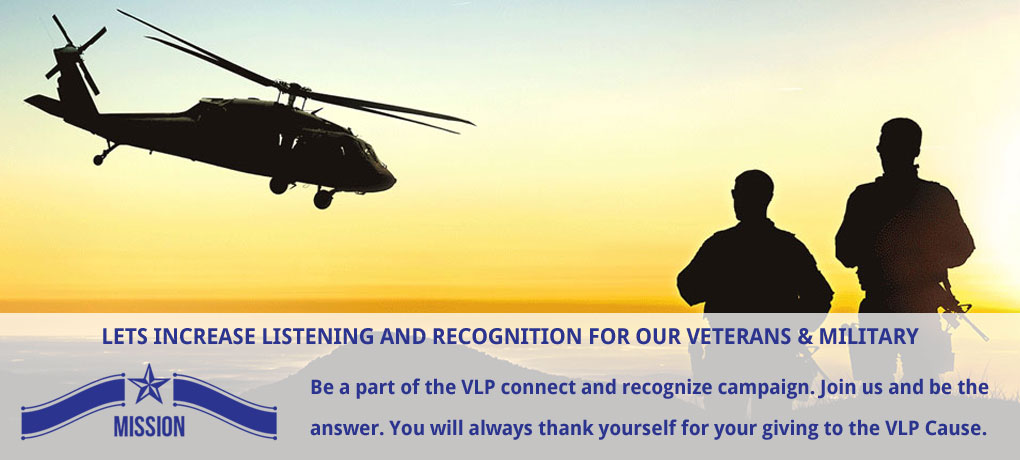 LETS INCREASE LISTENING AND RECOGNITION FOR OUR VETERANS & MILITARY
MISSION
Be a part of the VLP connect and recognize campaign. Join us and be the
answer. You will always thank yourself for your giving to the VLP Cause.